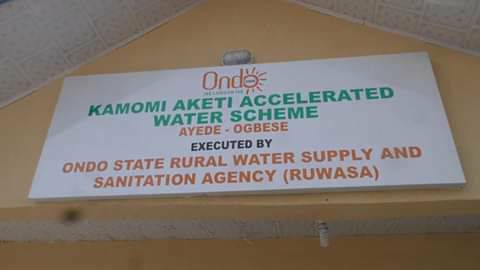 Ondo
KAMOMI AKETI ACCELERATED
WATER SCHEME
AYEDE - OGBESE
EXECUTED BY
ONDO STATE RURAL WATER SUPPLY AND
SANITATION AGENCY (RUWASA)